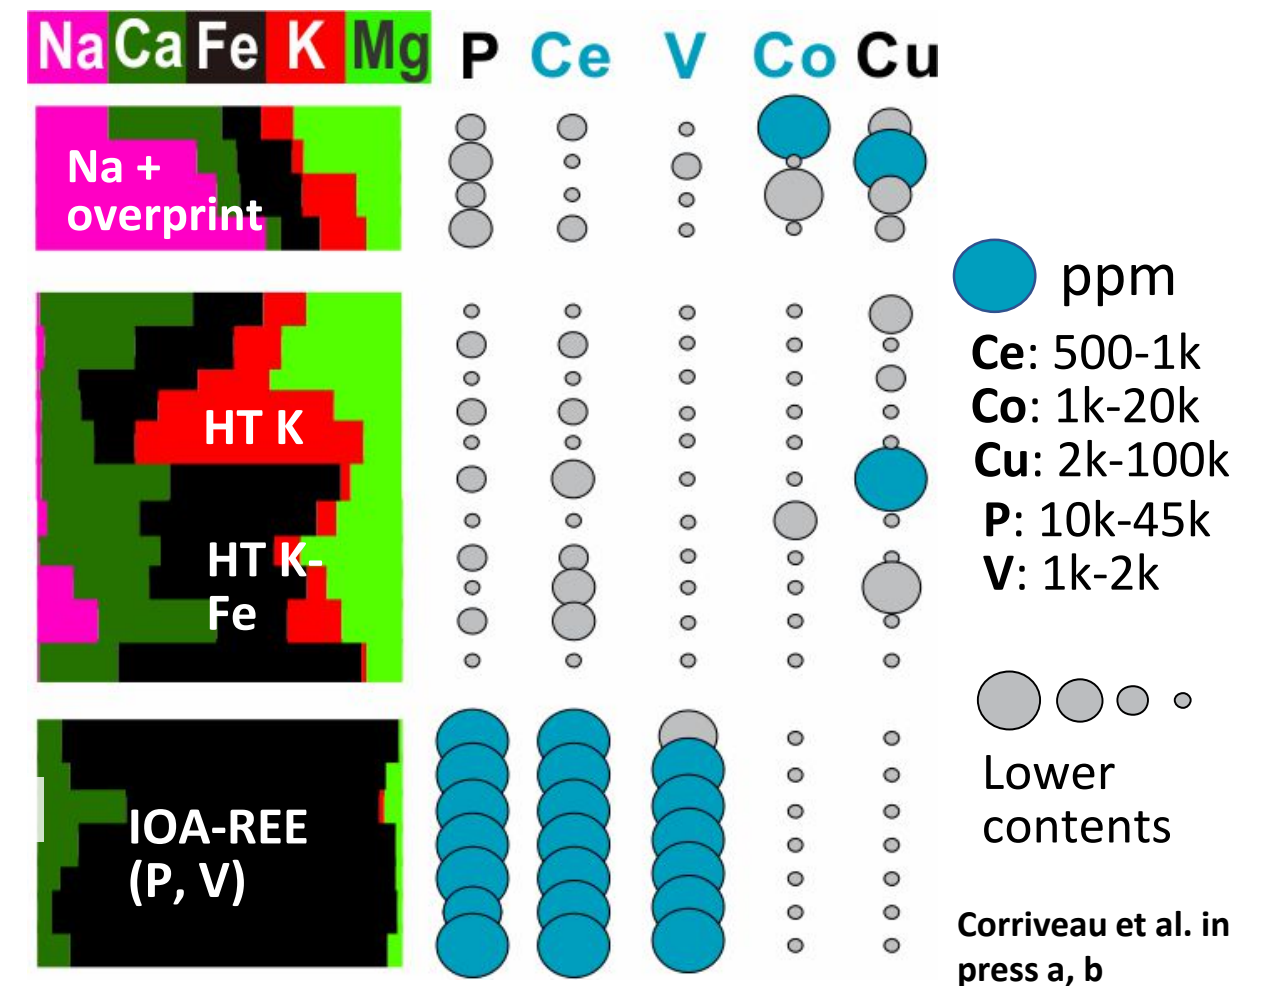 Na Ca Fe K Mg P Ce V Co Cu
Na +
overprint
HT K
HT K-
Fe
IOA-REE
(P, V)
ppm
Ce: 500-1k
Co: 1k-20k
Cu: 2k-100k
P: 10k-45k
V: 1k-2k
Lower
contents
Corriveau et al. in
press a, b